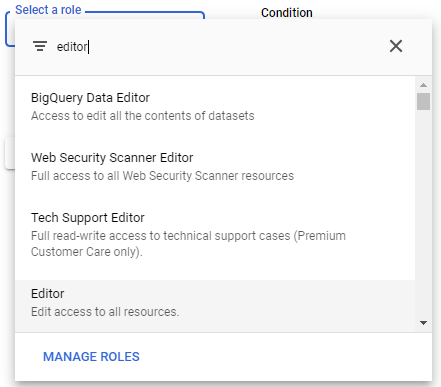 Select a role
Condition
editor
BigQuery Data Editor
Access to edit all the contents of datasets
Web Security Scanner Editor
Full access to all Web Security Scanner resources
Tech Support Editor
Full read-write access to technical support cases (Premium
Customer Care only).
Editor
Edit access to all resources.
MANAGE ROLES